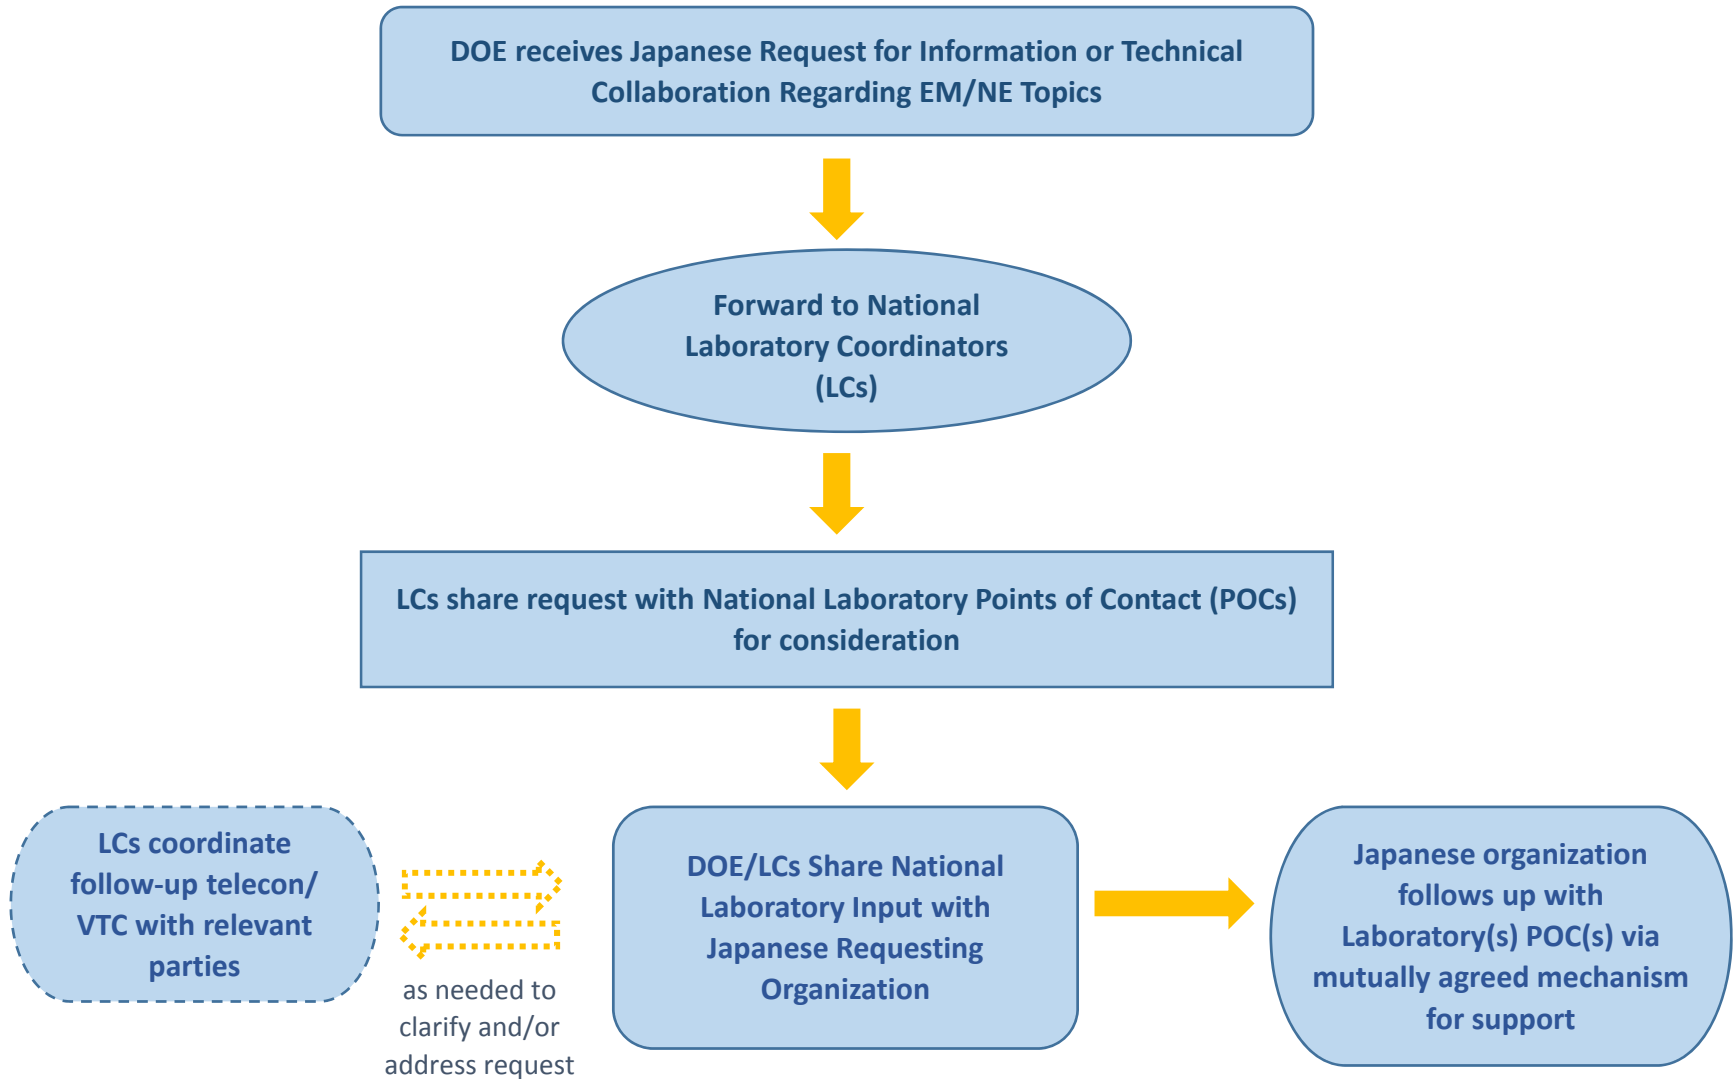 DOE receives Japanese Request for Information or Technical
Collaboration Regarding EM/NE Topics
Forward to National
Laboratory Coordinators
(LCs)
LCs share request with National Laboratory Points of Contact (POCs)
for consideration
LCs coordinate
follow-up telecon/
VTC with relevant
parties
as needed to
clarify and/or
address request
DOE/LCs Share National
Laboratory Input with
Japanese Requesting
Organization
Japanese organization
follows up with
Laboratory(s) POC(s) via
mutually agreed mechanism
for support